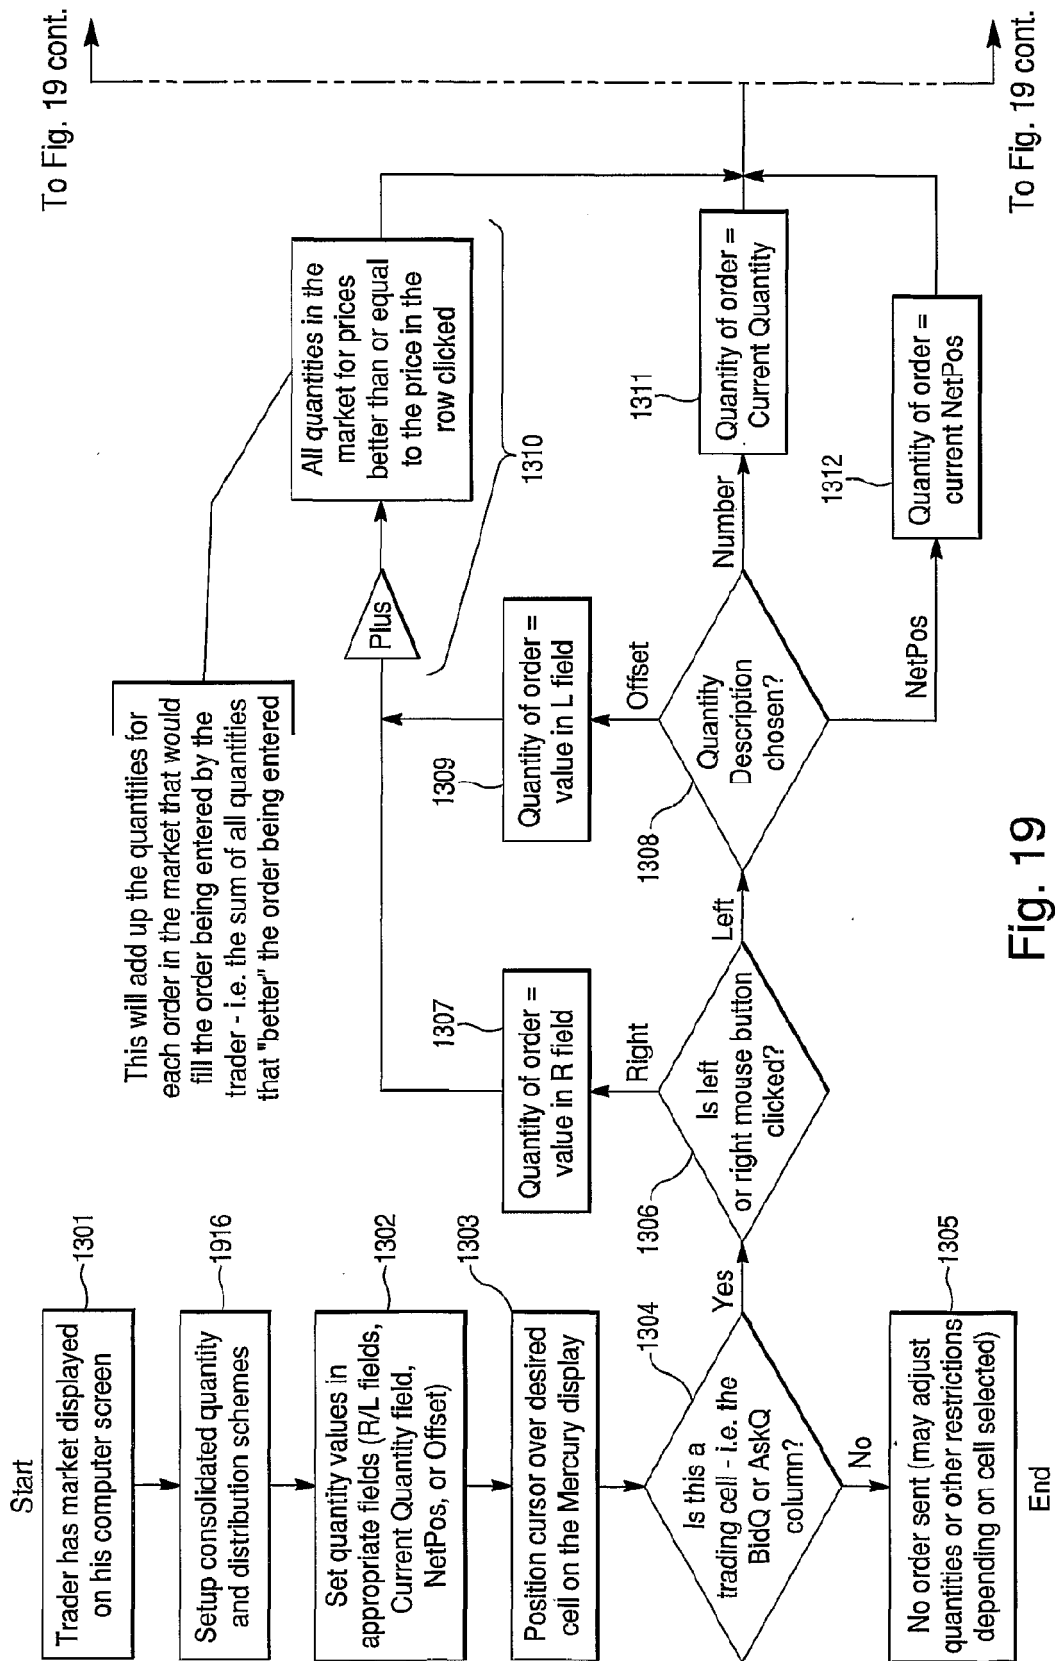 Start
Trader has market displayed
on his computer screen
1301
Setup consolidated quantity
and distribution schemes
1916
Set quantity values in
appropriate fields (R/L fields,
Current Quantity field,
NetPos, or Offset)
1302
Position cursor over desired
cell on the Mercury display
1303
Is this a
trading cell - i.e. the
BidQ or AskQ
column?
1304
Yes
No
No order sent (may adjust
quantities or other restrictions
depending on cell selected)
1305
End
Is left
or right mouse button
clicked?
1306
Right
Left
Quantity of order =
value in R field
1307
Quantity
Description
chosen?
1308
Offset
Number
NetPos
Quantity of order =
value in L field
1309
Plus
This will add up the quantities for
each order in the market that would
fill the order being entered by the
trader - i.e. the sum of all quantities
that "better" the order being entered
All quantities in the
market for prices
better than or equal
to the price in the
row clicked
1310
Quantity of order =
Current Quantity
1311
Quantity of order =
current NetPos
1312
To Fig. 19 cont.
To Fig. 19 cont.
Fig. 19